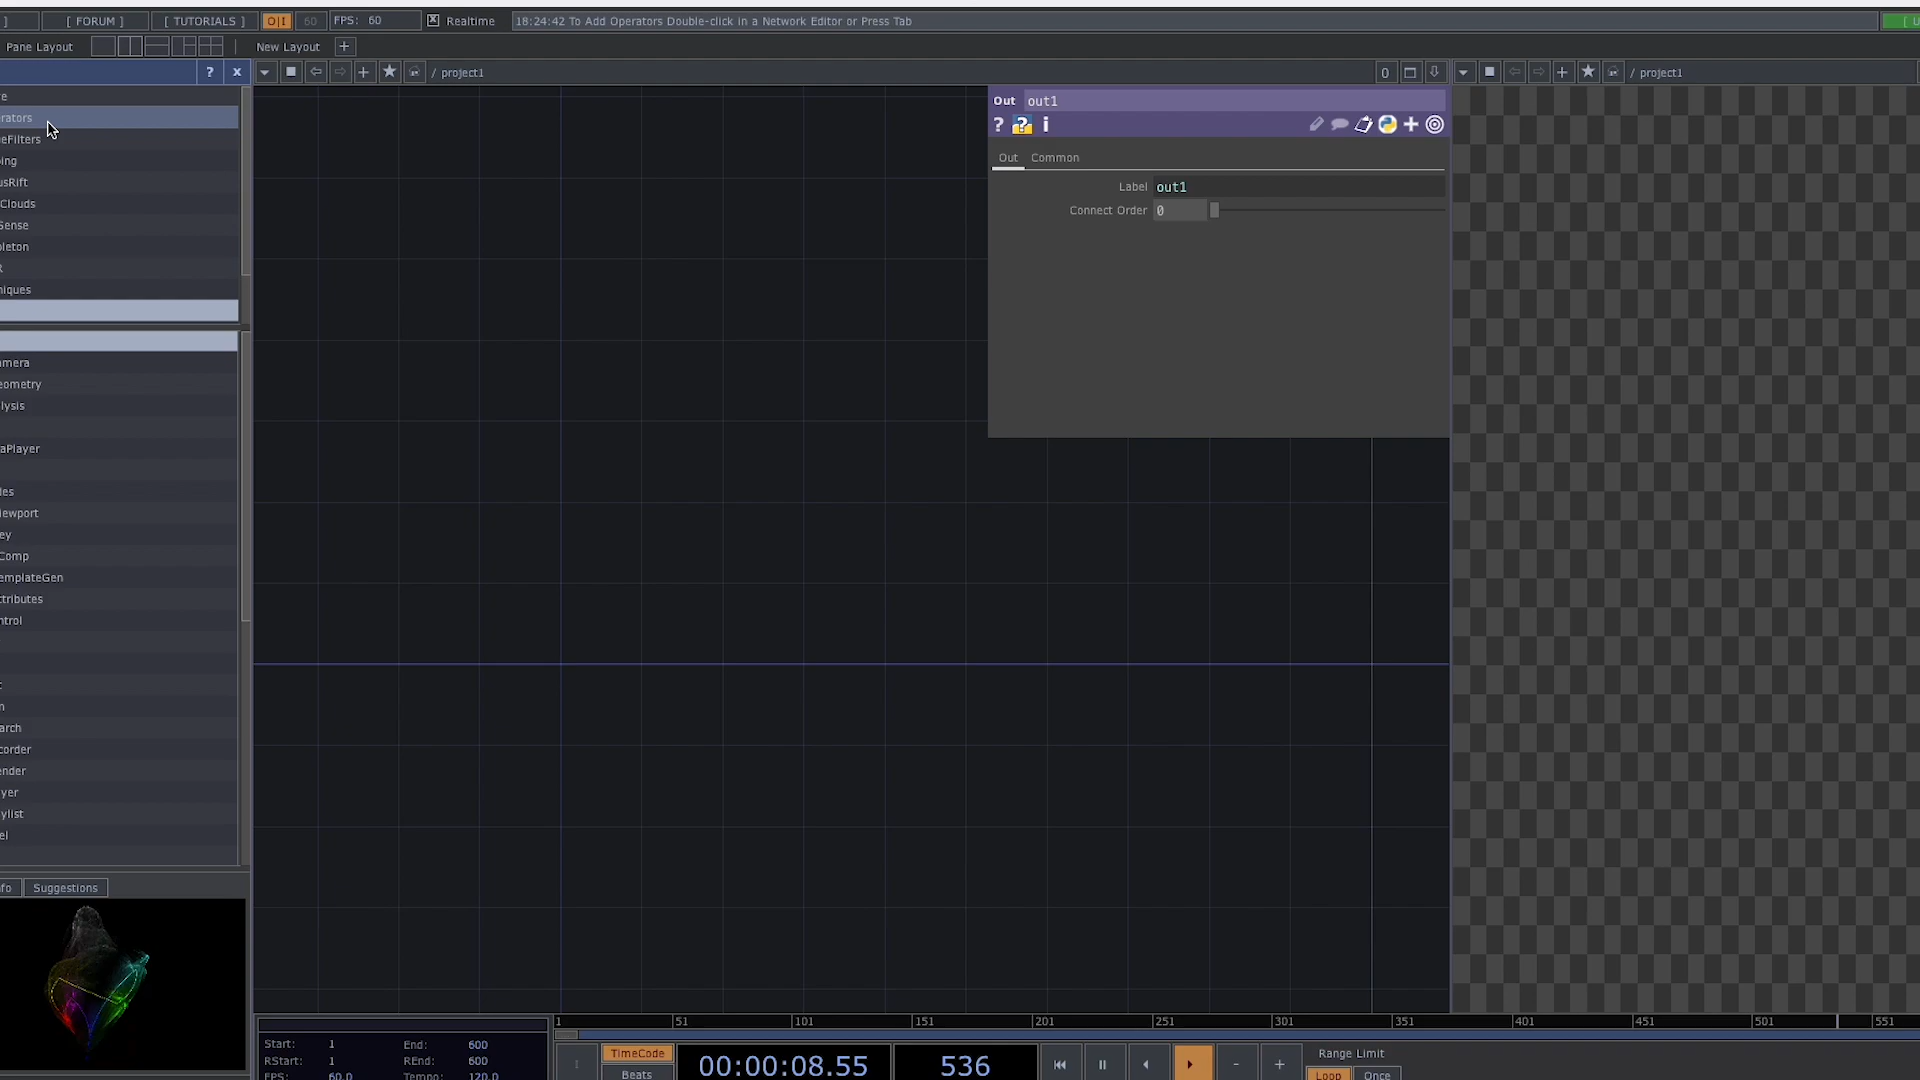 ]
[ FORUM ]
[ TUTORIALS ]
O|I
60
FPS: 60
Realtime
18:24:42 To Add Operators Double-click in a Network Editor or Press Tab
[ U
Pane Layout
New Layout
+
? x
/ project1
0
/ project1
re
rators
eFilters
ing
usRift
Clouds
Sense
leton
t
niques
amera
eometry
lysis
aPlayer
les
iewport
ey
Comp
emplateGen
ttributes
ntrol
t
n
arch
corder
ender
yer
ylist
el
fo
Suggestions
Out out1
? ? i
Out Common
Label out1
Connect Order 0
1 51 101 151 201 251 301 351 401 451 501 551
Start: 1 End: 600
RStart: 1 REnd: 600
FPS: 60.0 Tempo: 120.0
TimeCode
Beats
00:00:08.55
536
- +
Range Limit
Loop Once